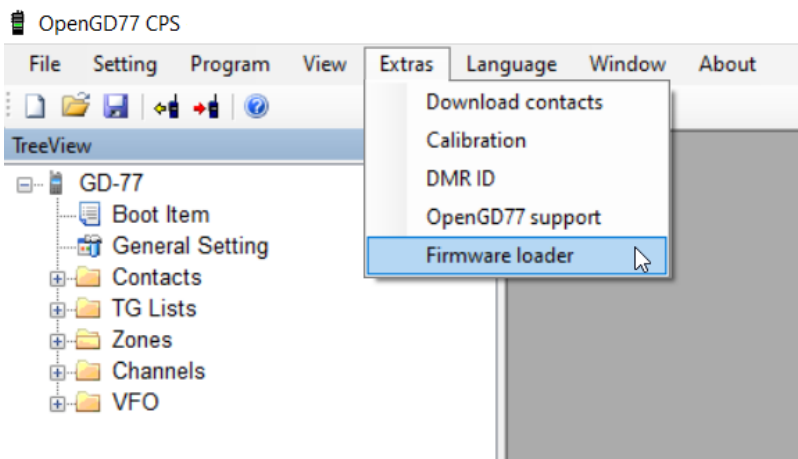 OpenGD77 CPS
File Setting Program View Extras Language Window About
Download contacts
Calibration
DMR ID
OpenGD77 support
Firmware loader
TreeView
GD-77
Boot Item
General Setting
Contacts
TG Lists
Zones
Channels
VFO